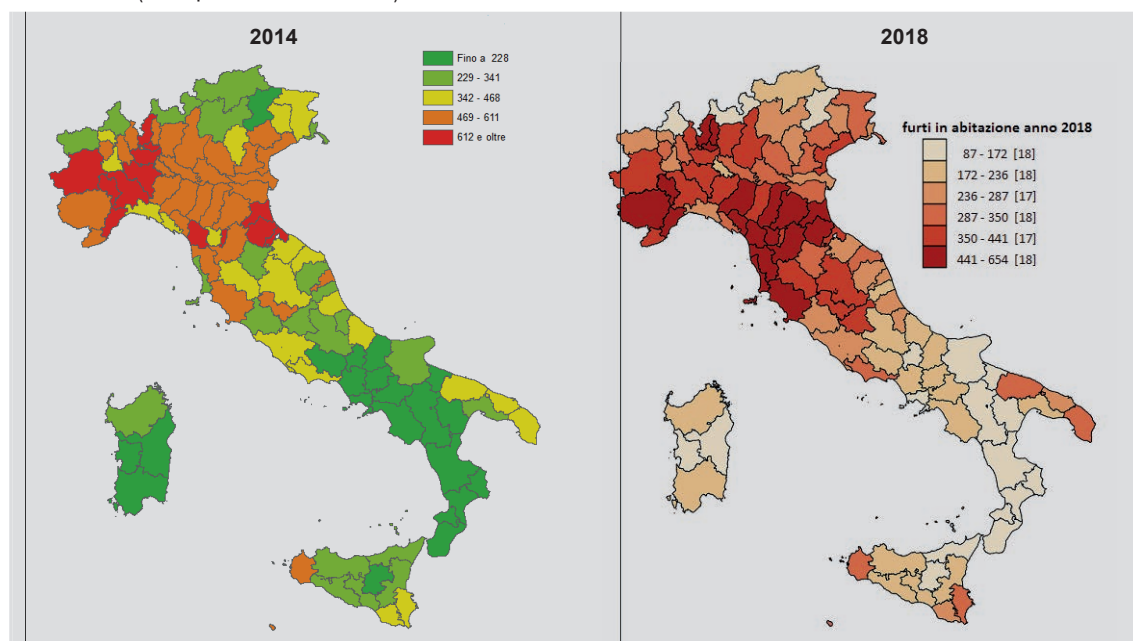 2014
Fino a 228
229 - 341
342 - 468
469 - 611
612 e oltre
2018
furti in abitazione anno 2018
87 - 172 [18]
172 - 236 [18]
236 - 287 [17]
287 - 350 [18]
350 - 441 [17]
441 - 654 [18]